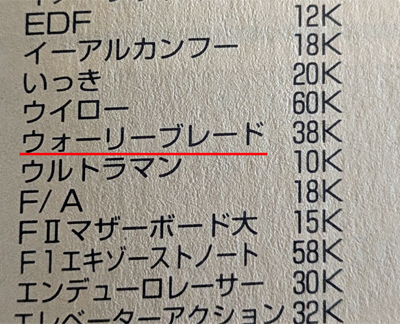 EDF 12K
イーアルカンフー 18K
いっき 20K
ウイロー 60K
ウォーリーブレード 38K
ウルトラマン 10K
F/A 18K
FⅡマザーボード大 15K
F1エキゾーストノート 58K
エンデューロレーサー 30K
エレベーターアクション 32K